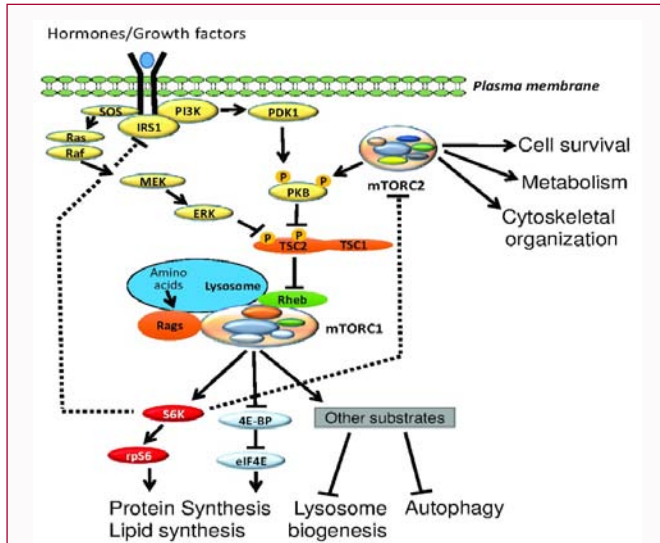 Hormones/Growth factors
Plasma membrane
SOS
PI3K
PDK1
IRS1
Ras
Raf
MEK
ERK
P
P
PKB
mTORC2
Cell survival
Metabolism
Cytoskeletal
organization
P
P
TSC2
TSC1
Amino
acids
Lysosome
Rheb
Rags
mTORC1
S6K
4E-BP
Other substrates
rpS6
eIF4E
Protein Synthesis
Lipid synthesis
Lysosome
biogenesis
Autophagy